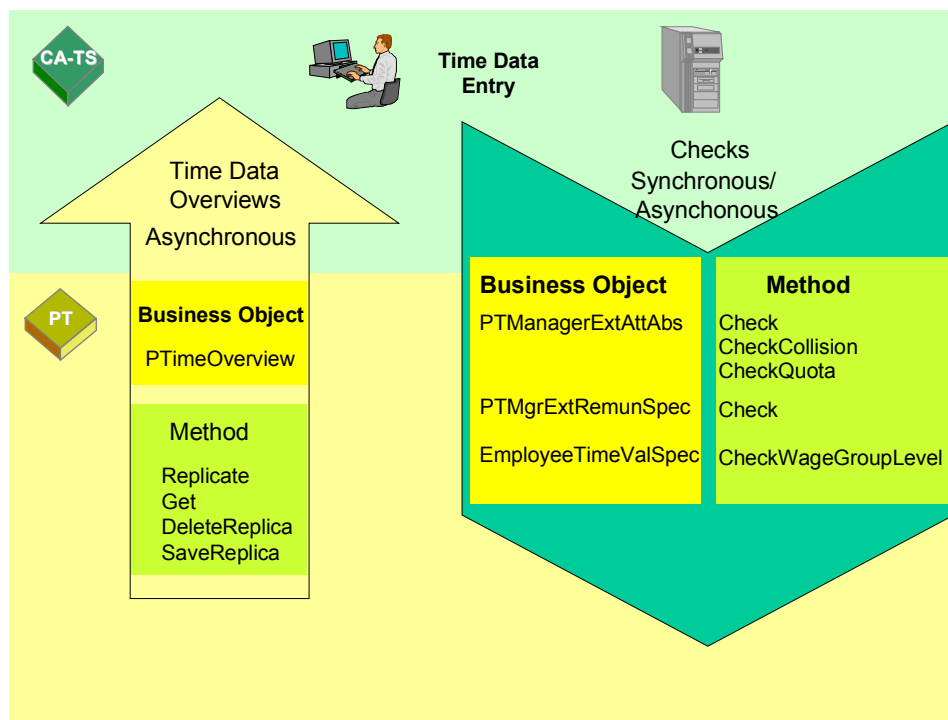 CA-TS
Time Data
Entry
Time Data
Overviews
Asynchronous
Checks
Synchronous/
Asynchonous
PT
Business Object
PTimeOverview
Method
Replicate
Get
DeleteReplica
SaveReplica
Business Object
Method
PTManagerExtAttAbs
Check
CheckCollision
CheckQuota
PTMgrExtRemunSpec
Check
EmployeeTimeValSpec
CheckWageGroupLevel